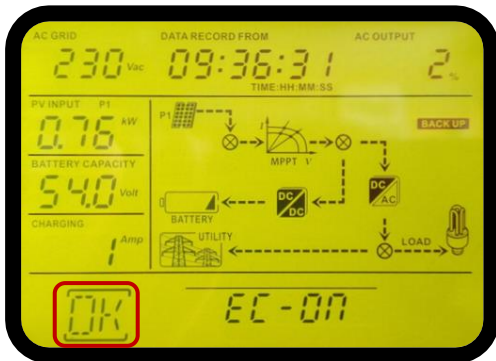 AC GRID DATA RECORD FROM AC OUTPUT
230 Vac 09:36:31 2 %
TIME:HH:MM:SS
PV INPUT P1
0.76 kW
P1
I
MPPT V
BACK UP
BATTERY CAPACITY
54.0 Volt
DC
DC
DC
AC
BATTERY
CHARGING
1 Amp
UTILITY
LOAD
OK EC-ON